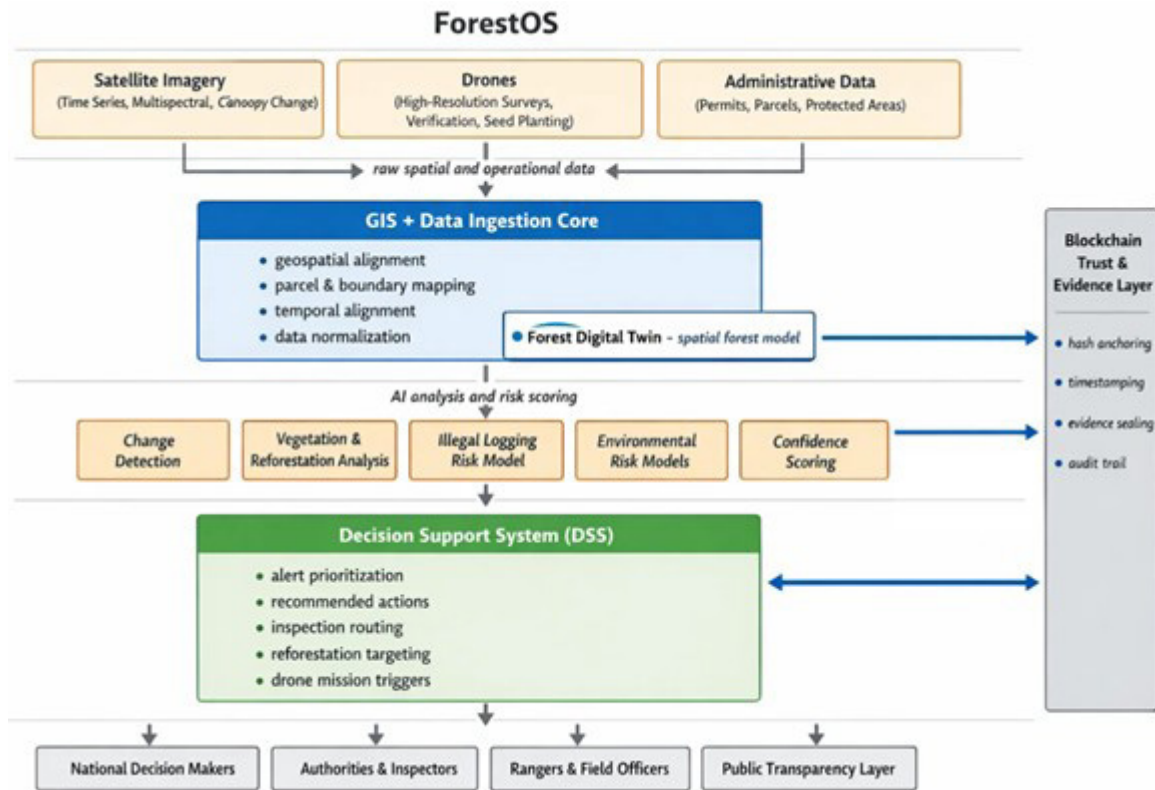 ForestOS
Satellite Imagery
(Time Series, Multispectral, Canoopy Change)
Drones
(High-Resolution Surveys,
Verification, Seed Planting)
Administrative Data
(Permits, Parcels, Protected Areas)
raw spatial and operational data
GIS + Data Ingestion Core
• geospatial alignment
• parcel & boundary mapping
• temporal alignment
• data normalization
• Forest Digital Twin – spatial forest model
AI analysis and risk scoring
Change
Detection
Vegetation &
Reforestation Analysis
Illegal Logging
Risk Model
Environmental
Risk Models
Confidence
Scoring
Decision Support System (DSS)
• alert prioritization
• recommended actions
• inspection routing
• reforestation targeting
• drone mission triggers
National Decision Makers
Authorities & Inspectors
Rangers & Field Officers
Public Transparency Layer
Blockchain
Trust &
Evidence Layer
• hash anchoring
• timestamping
• evidence sealing
• audit trail